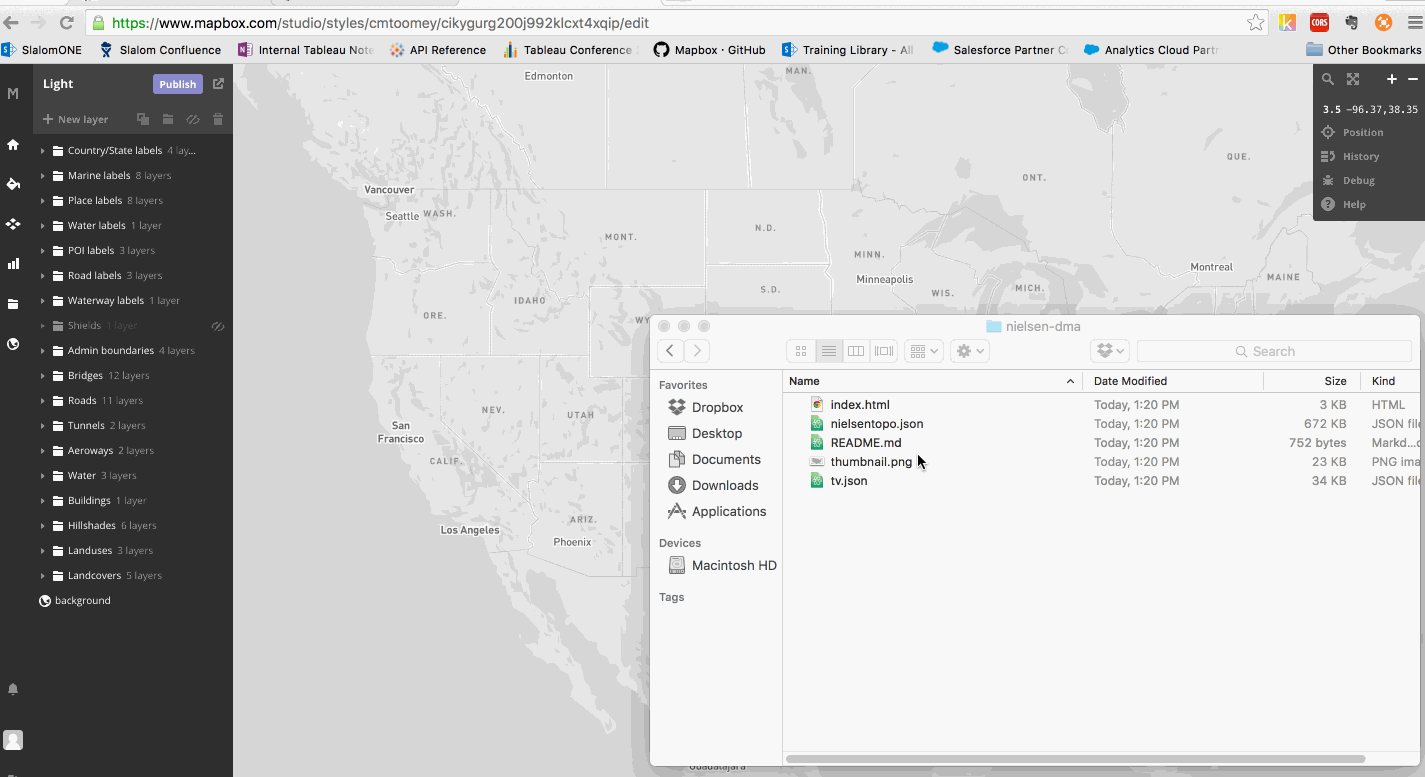 https://www.mapbox.com/studio/styles/cmtoomey/cikygurg200j992klcxt4xqip/edit
CORS
SlalomONE Slalom Confluence Internal Tableau Note API Reference Tableau Conference Mapbox · GitHub Training Library - All Salesforce Partner Co Analytics Cloud Partn Other Bookmarks
Light Publish
New layer
Country/State labels 4 lay...
Marine labels 8 layers
Place labels 8 layers
Water labels 1 layer
POI labels 3 layers
Road labels 3 layers
Waterway labels 1 layer
Shields 1 layer
Admin boundaries 4 layers
Bridges 12 layers
Roads 11 layers
Tunnels 2 layers
Aeroways 2 layers
Water 3 layers
Buildings 1 layer
Hillshades 6 layers
Landuses 3 layers
Landcovers 5 layers
background
Edmonton
MAN.
Vancouver
Seattle WASH.
MONT.
N.D.
ONT.
QUE.
MINN.
Minneapolis
S.D.
WIS.
MICH.
Montreal
MAINE
ORE.
IDAHO
WY
NEV.
UTAH
San
Francisco
CALIF.
Los Angeles
ARIZ.
Phoenix
Guadalajara
3.5 -96.37,38.35
Position
History
Debug
Help
nielsen-dma
Search
Favorites
Dropbox
Desktop
Documents
Downloads
Applications
Devices
Macintosh HD
Tags
Name Date Modified Size Kind
index.html Today, 1:20 PM 3 KB HTML
nielsentopo.json Today, 1:20 PM 672 KB JSON file
README.md Today, 1:20 PM 752 bytes Markd...c
thumbnail.png Today, 1:20 PM 23 KB PNG ima
tv.json Today, 1:20 PM 34 KB JSON file